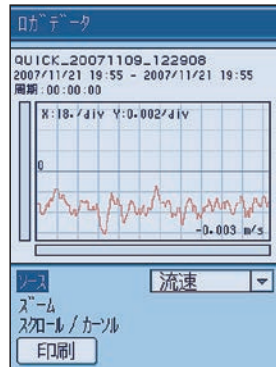 ロガデータ
QUICK_20071109_122908
2007/11/21 19:55 - 2007/11/21 19:55
周期:00:00:00
X:18./div Y:0.002/div
0
-0.003 m/s
ソース
流速
ズーム
スクロール / カーソル
印刷